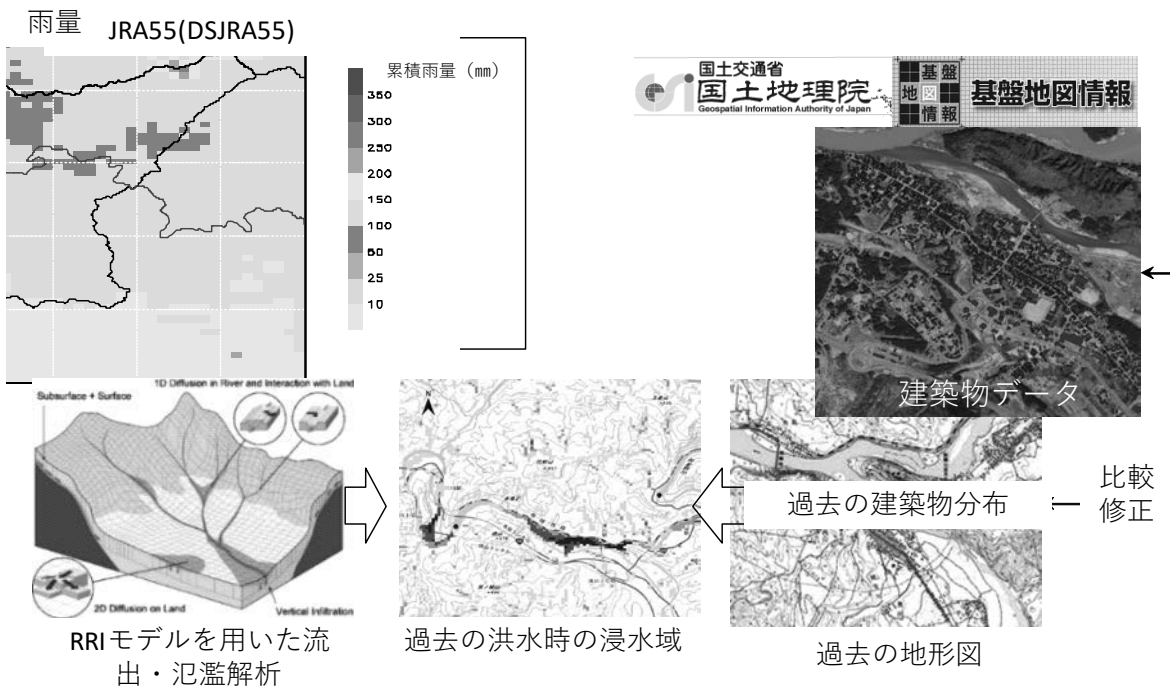 雨量 JRA55(DSJRA55)
累積雨量（㎜）
350
300
250
200
150
100
50
25
10
国土交通省
国土地理院
Geospatial Information Authority of Japan
基盤
地図
情報
基盤地図情報
建築物データ
1D Diffusion in River and Interaction with Land
Subsurface + Surface
2D Diffusion on Land
Vertical Infiltration
RRIモデルを用いた流
出・氾濫解析
N
過去の洪水時の浸水域
過去の建築物分布
過去の地形図
比較
修正